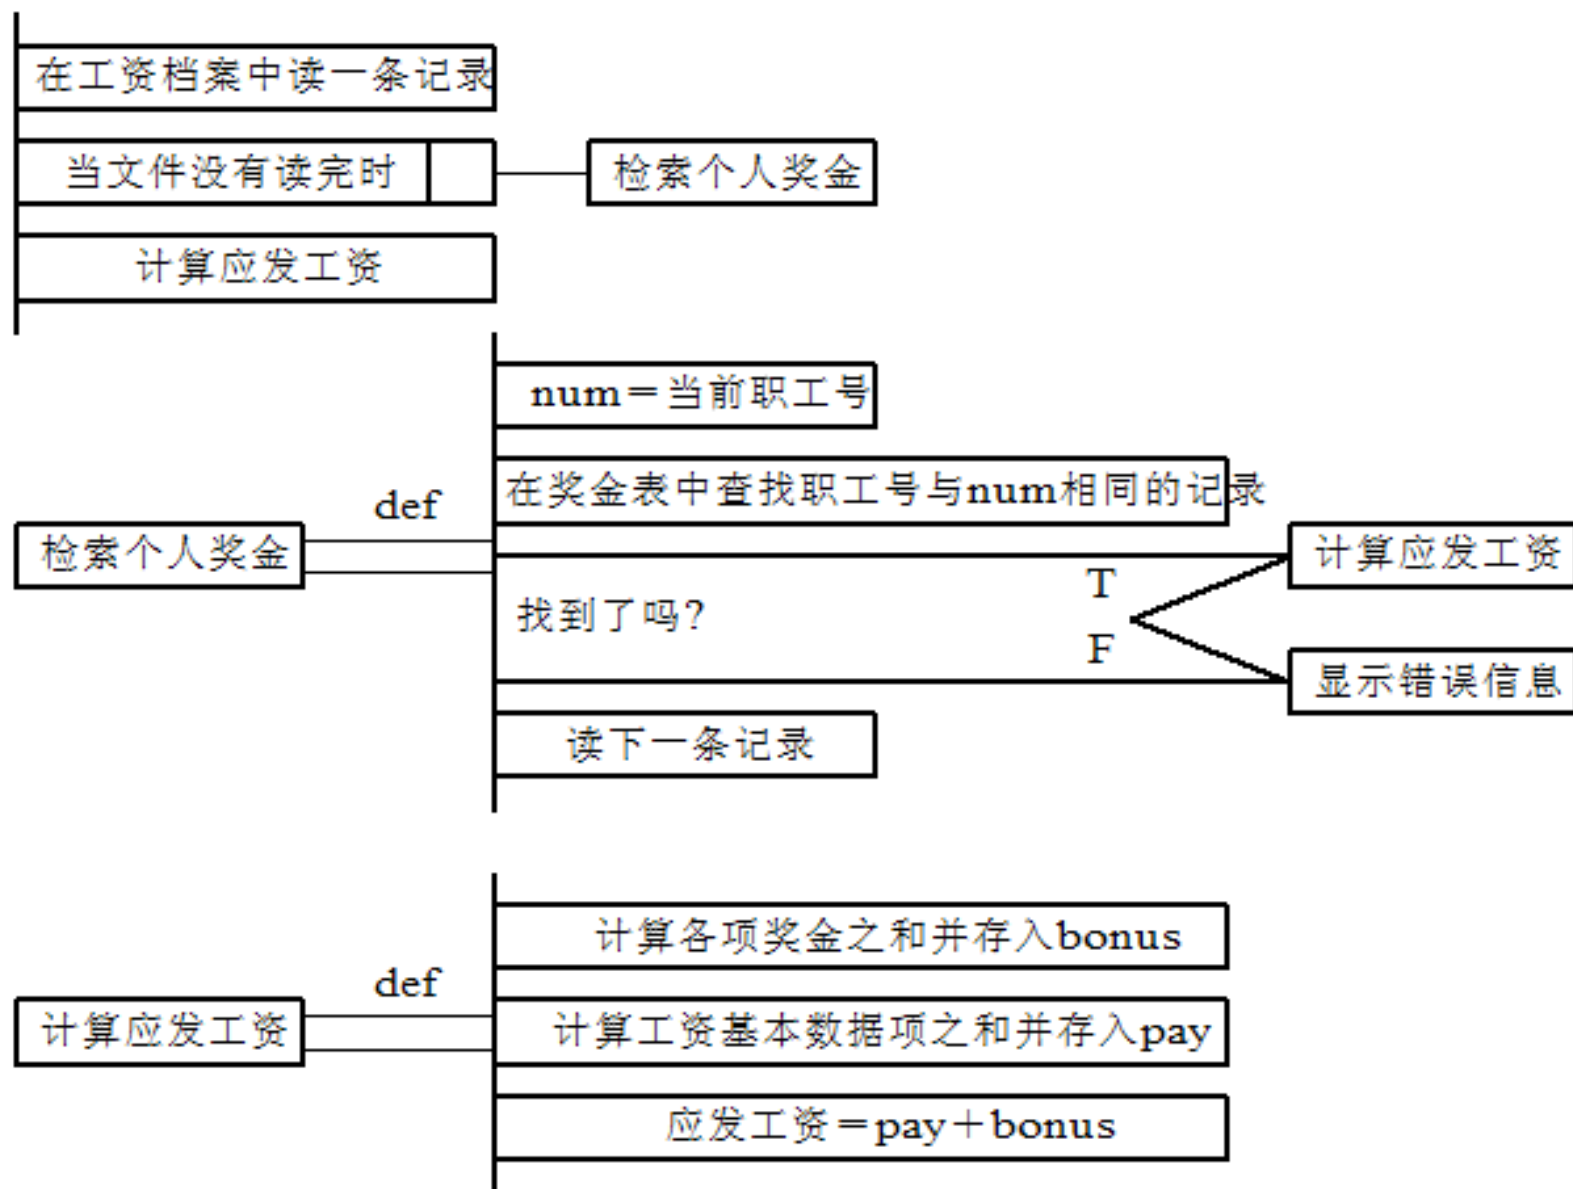 在工资档案中读一条记录
当文件没有读完时
检索个人奖金
计算应发工资
num＝当前职工号
在奖金表中查找职工号与num相同的记录
def
检索个人奖金
计算应发工资
T
找到了吗?
F
显示错误信息
读下一条记录
计算各项奖金之和并存入bonus
def
计算应发工资
计算工资基本数据项之和并存入pay
应发工资＝pay＋bonus